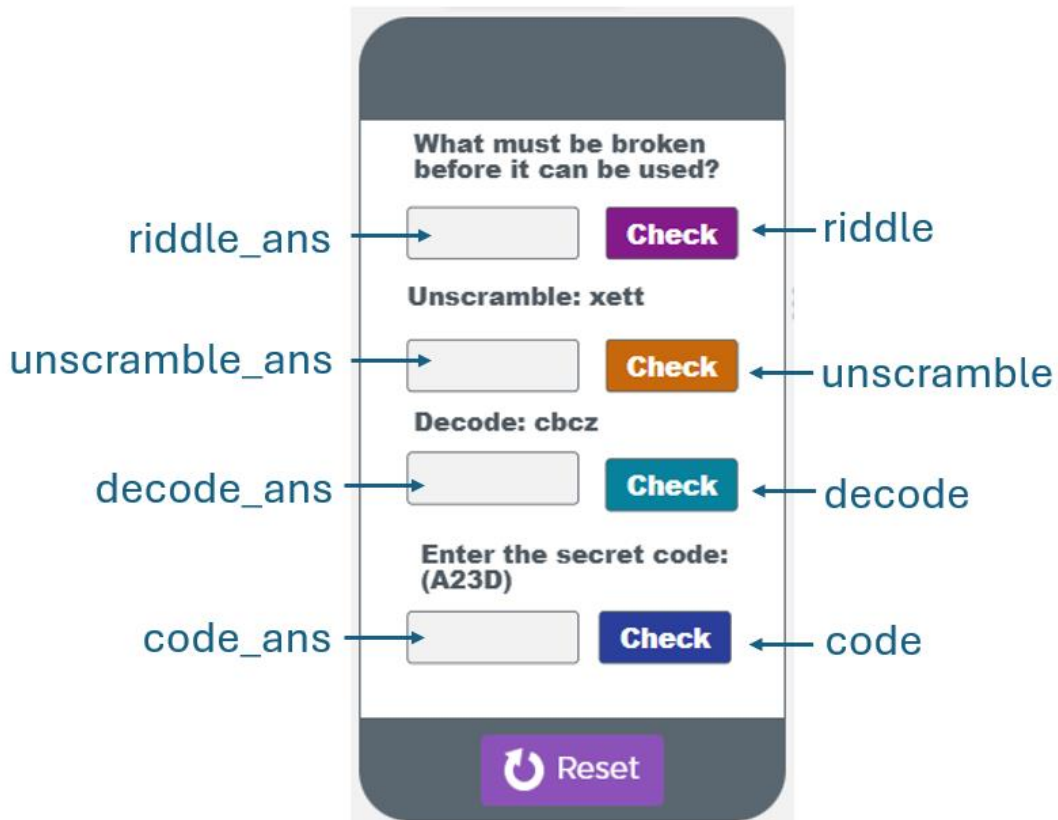 What must be broken
before it can be used?
riddle_ans
Check
riddle
Unscramble: xett
unscramble_ans
Check
unscramble
Decode: cbcz
decode_ans
Check
decode
Enter the secret code:
(A23D)
code_ans
Check
code
Reset